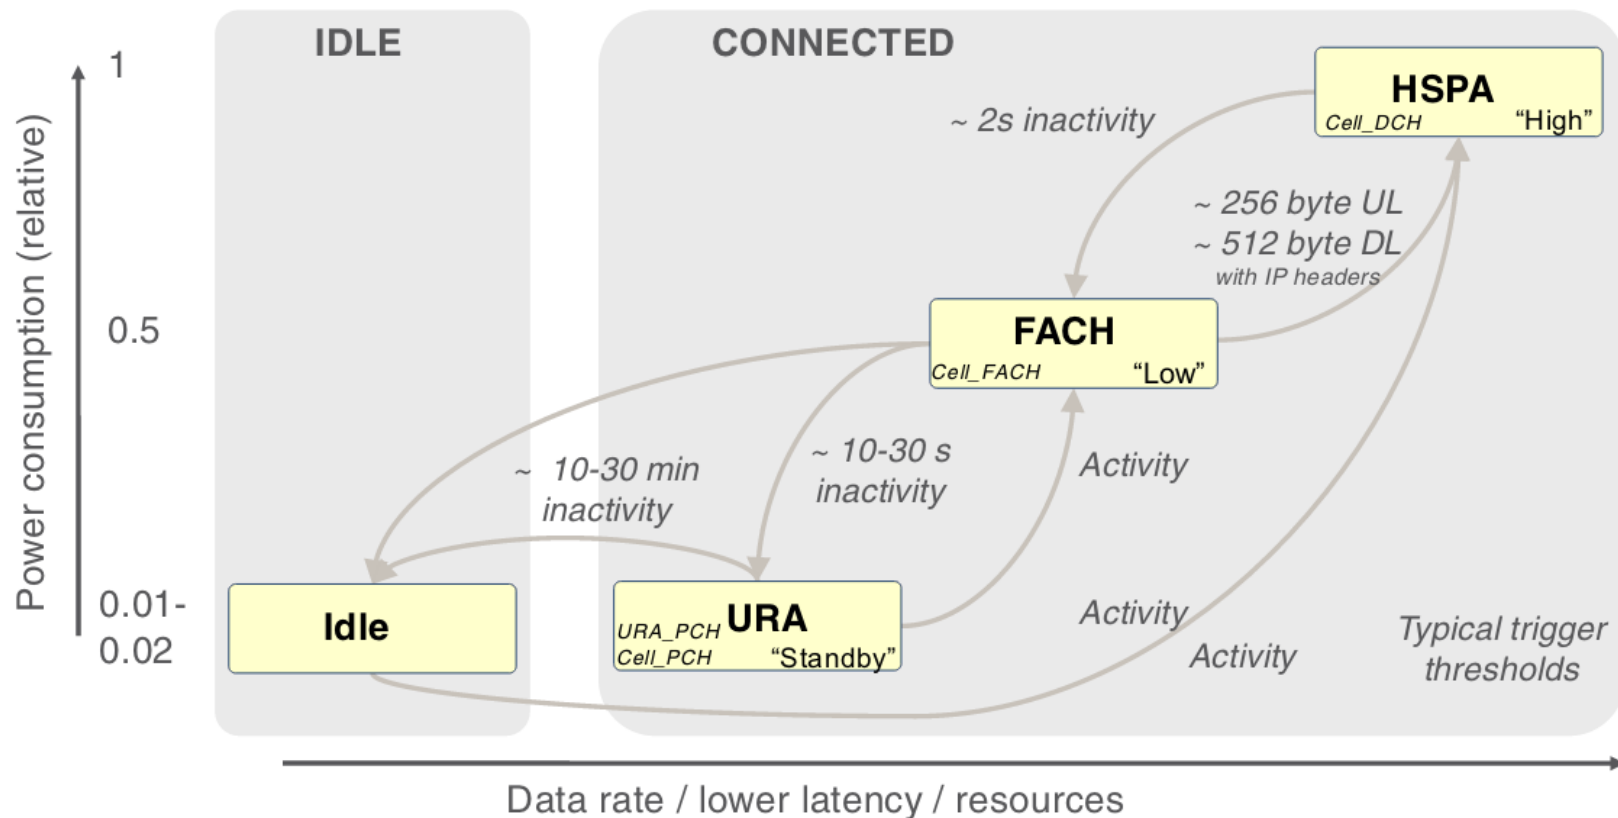 IDLE
CONNECTED
1
HSPA
Cell_DCH
“High”
~ 2s inactivity
~ 256 byte UL
~ 512 byte DL
with IP headers
Power consumption (relative)
0.5
FACH
Cell_FACH
“Low”
~ 10-30 min
inactivity
~ 10-30 s
inactivity
Activity
0.01-
0.02
Idle
URA_PCH
Cell_PCH
URA
“Standby”
Activity
Activity
Typical trigger
thresholds
Data rate / lower latency / resources